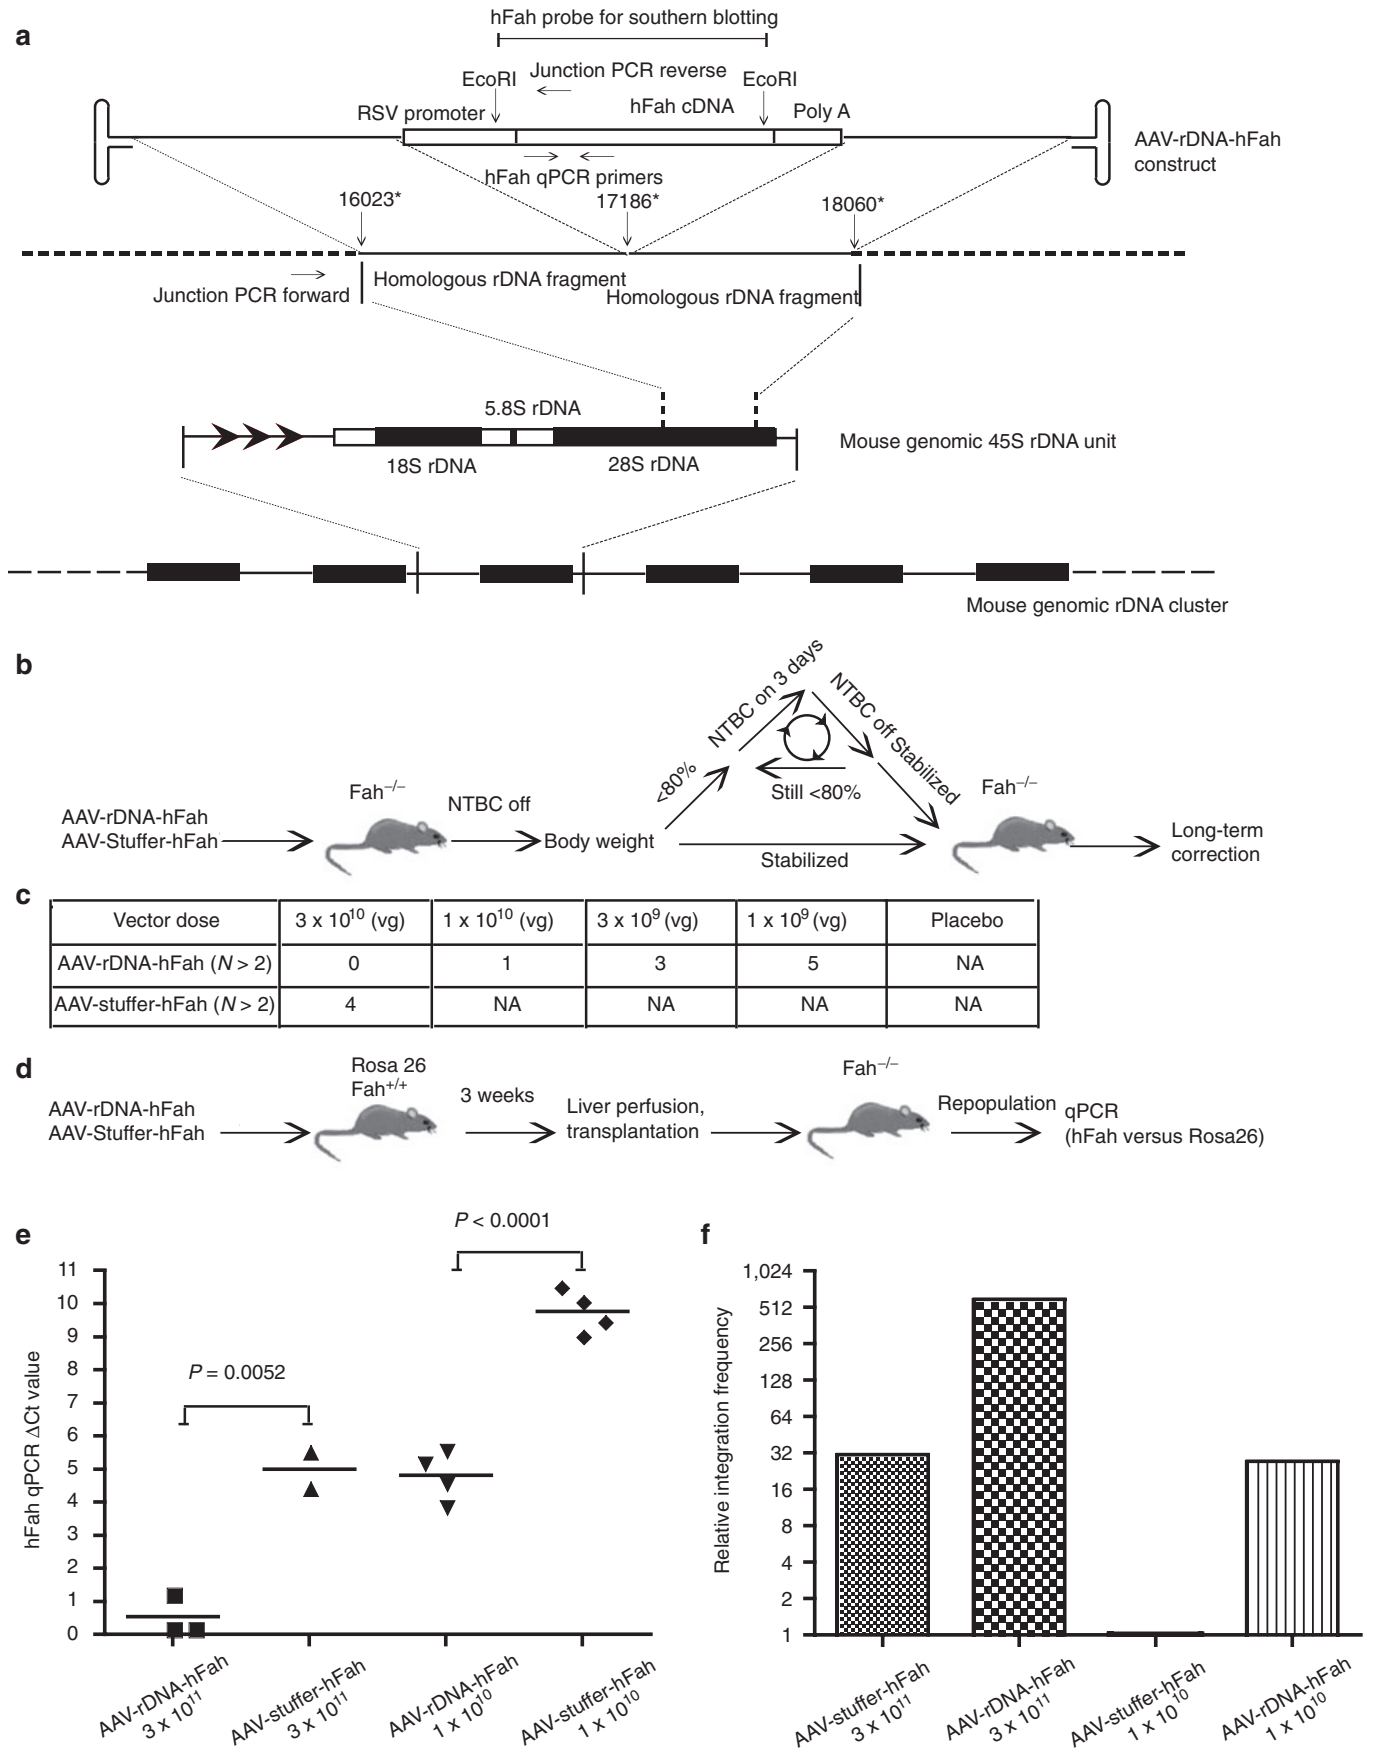 a
hFah probe for southern blotting
EcoRI
Junction PCR reverse
EcoRI
RSV promoter
hFah cDNA
Poly A
AAV-rDNA-hFah
construct
hFah qPCR primers
16023*
17186*
18060*
Homologous rDNA fragment
Junction PCR forward
Homologous rDNA fragment
5.8S rDNA
Mouse genomic 45S rDNA unit
18S rDNA
28S rDNA
Mouse genomic rDNA cluster
b
NTBC on 3 days
NTBC off Stabilized
<80%
Still <80%
Fah–/–
Fah–/–
NTBC off
AAV-rDNA-hFah
AAV-Stuffer-hFah
Body weight
Stabilized
Long-term
correction
c
Vector dose 3 x 10¹⁰ (vg) 1 x 10¹⁰ (vg) 3 x 10⁹ (vg) 1 x 10⁹ (vg) Placebo
AAV-rDNA-hFah (N > 2) 0 1 3 5 NA
AAV-stuffer-hFah (N > 2) 4 NA NA NA NA
d
Rosa 26
Fah+/+
Fah–/–
AAV-rDNA-hFah
AAV-Stuffer-hFah
3 weeks
Liver perfusion,
transplantation
Repopulation
qPCR
(hFah versus Rosa26)
e
P < 0.0001
P = 0.0052
hFah qPCR ΔCt value
11
10
9
8
7
6
5
4
3
2
1
0
AAV-rDNA-hFah
3 x 10¹¹
AAV-stuffer-hFah
3 x 10¹¹
AAV-rDNA-hFah
1 x 10¹⁰
AAV-stuffer-hFah
1 x 10¹⁰
f
Relative integration frequency
1,024
512
256
128
64
32
16
8
4
2
1
AAV-stuffer-hFah
3 x 10¹¹
AAV-rDNA-hFah
3 x 10¹¹
AAV-stuffer-hFah
1 x 10¹⁰
AAV-rDNA-hFah
1 x 10¹⁰